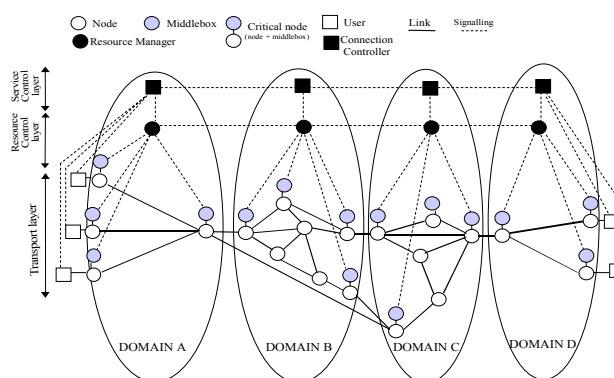 Node
Middlebox
Critical node
(node + middlebox)
User
Link
Signalling
Resource Manager
Connection
Controller
Service
Control
layer
Resource
Control
layer
Transport layer
DOMAIN A
DOMAIN B
DOMAIN C
DOMAIN D